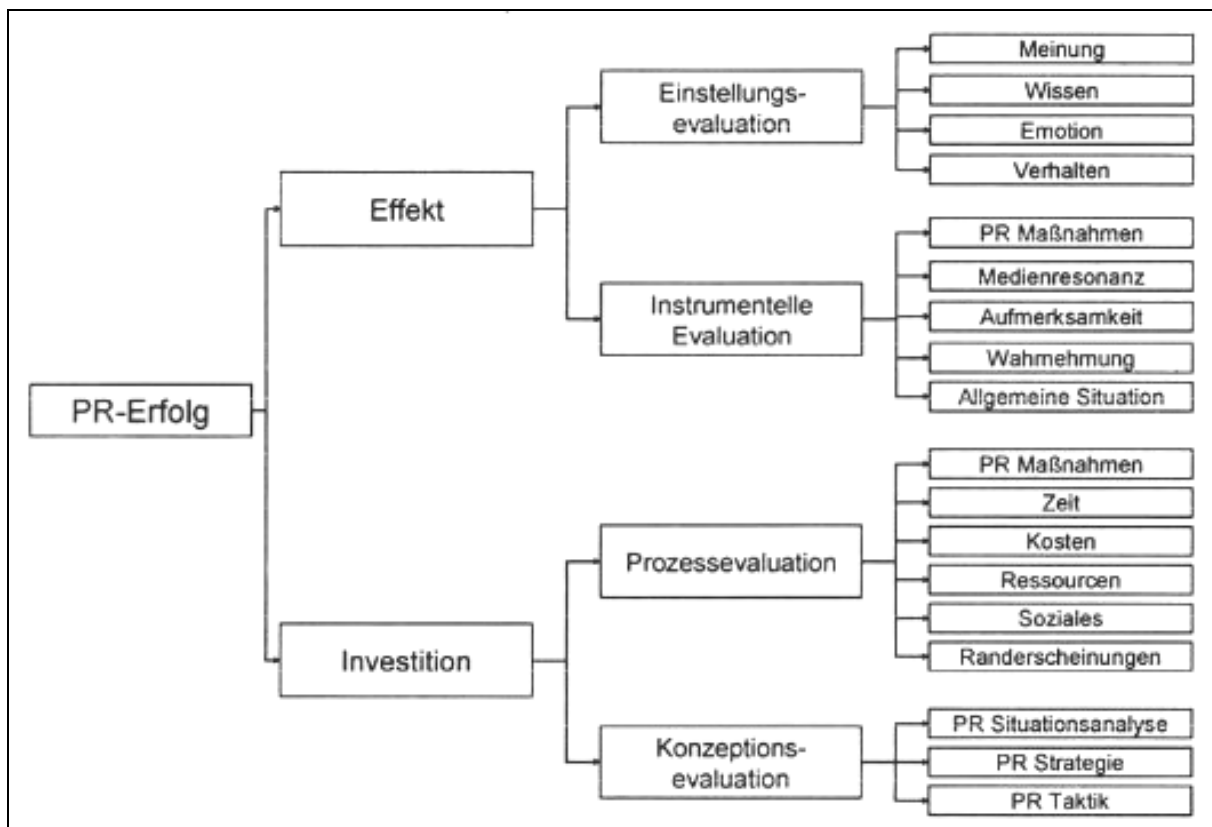 PR-Erfolg
Effekt
Einstellungs-
evaluation
Meinung
Wissen
Emotion
Verhalten
Instrumentelle
Evaluation
PR Maßnahmen
Medienresonanz
Aufmerksamkeit
Wahrnehmung
Allgemeine Situation
Investition
Prozessevaluation
PR Maßnahmen
Zeit
Kosten
Ressourcen
Soziales
Randerscheinungen
Konzeptions-
evaluation
PR Situationsanalyse
PR Strategie
PR Taktik